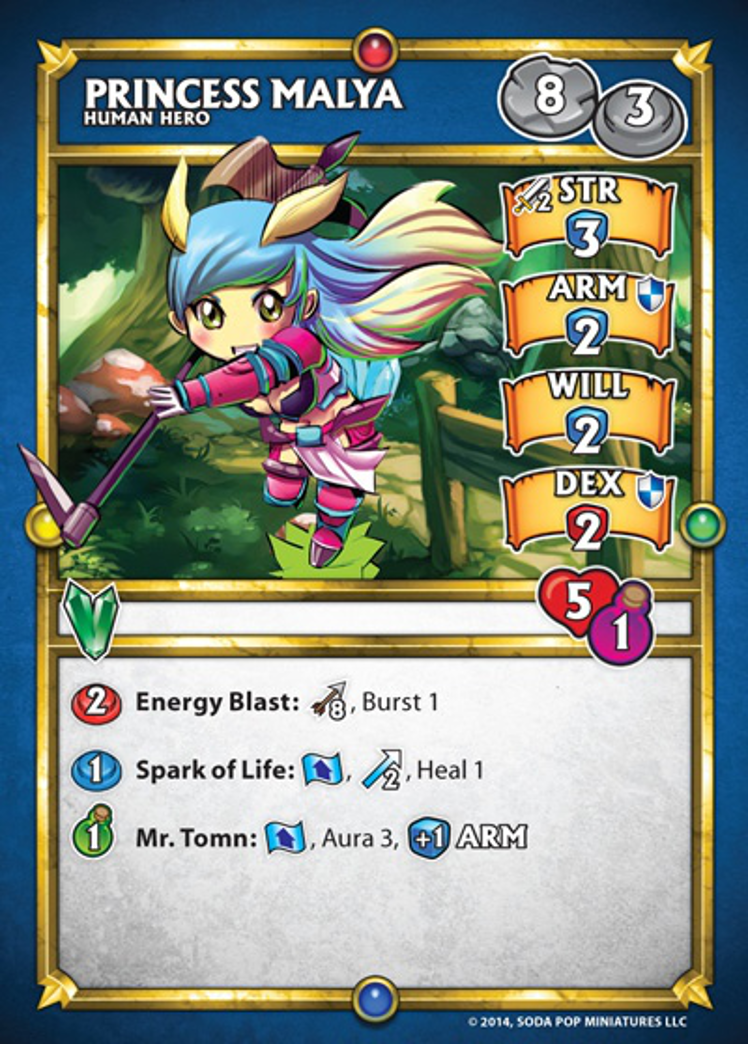 PRINCESS MALYA
HUMAN HERO
8 3
2 STR
3
ARM
2
WILL
2
DEX
2
5
1
2 Energy Blast: 8, Burst 1
1 Spark of Life: , 2, Heal 1
1 Mr. Tomn: , Aura 3, +1 ARM
© 2014, SODA POP MINIATURES LLC